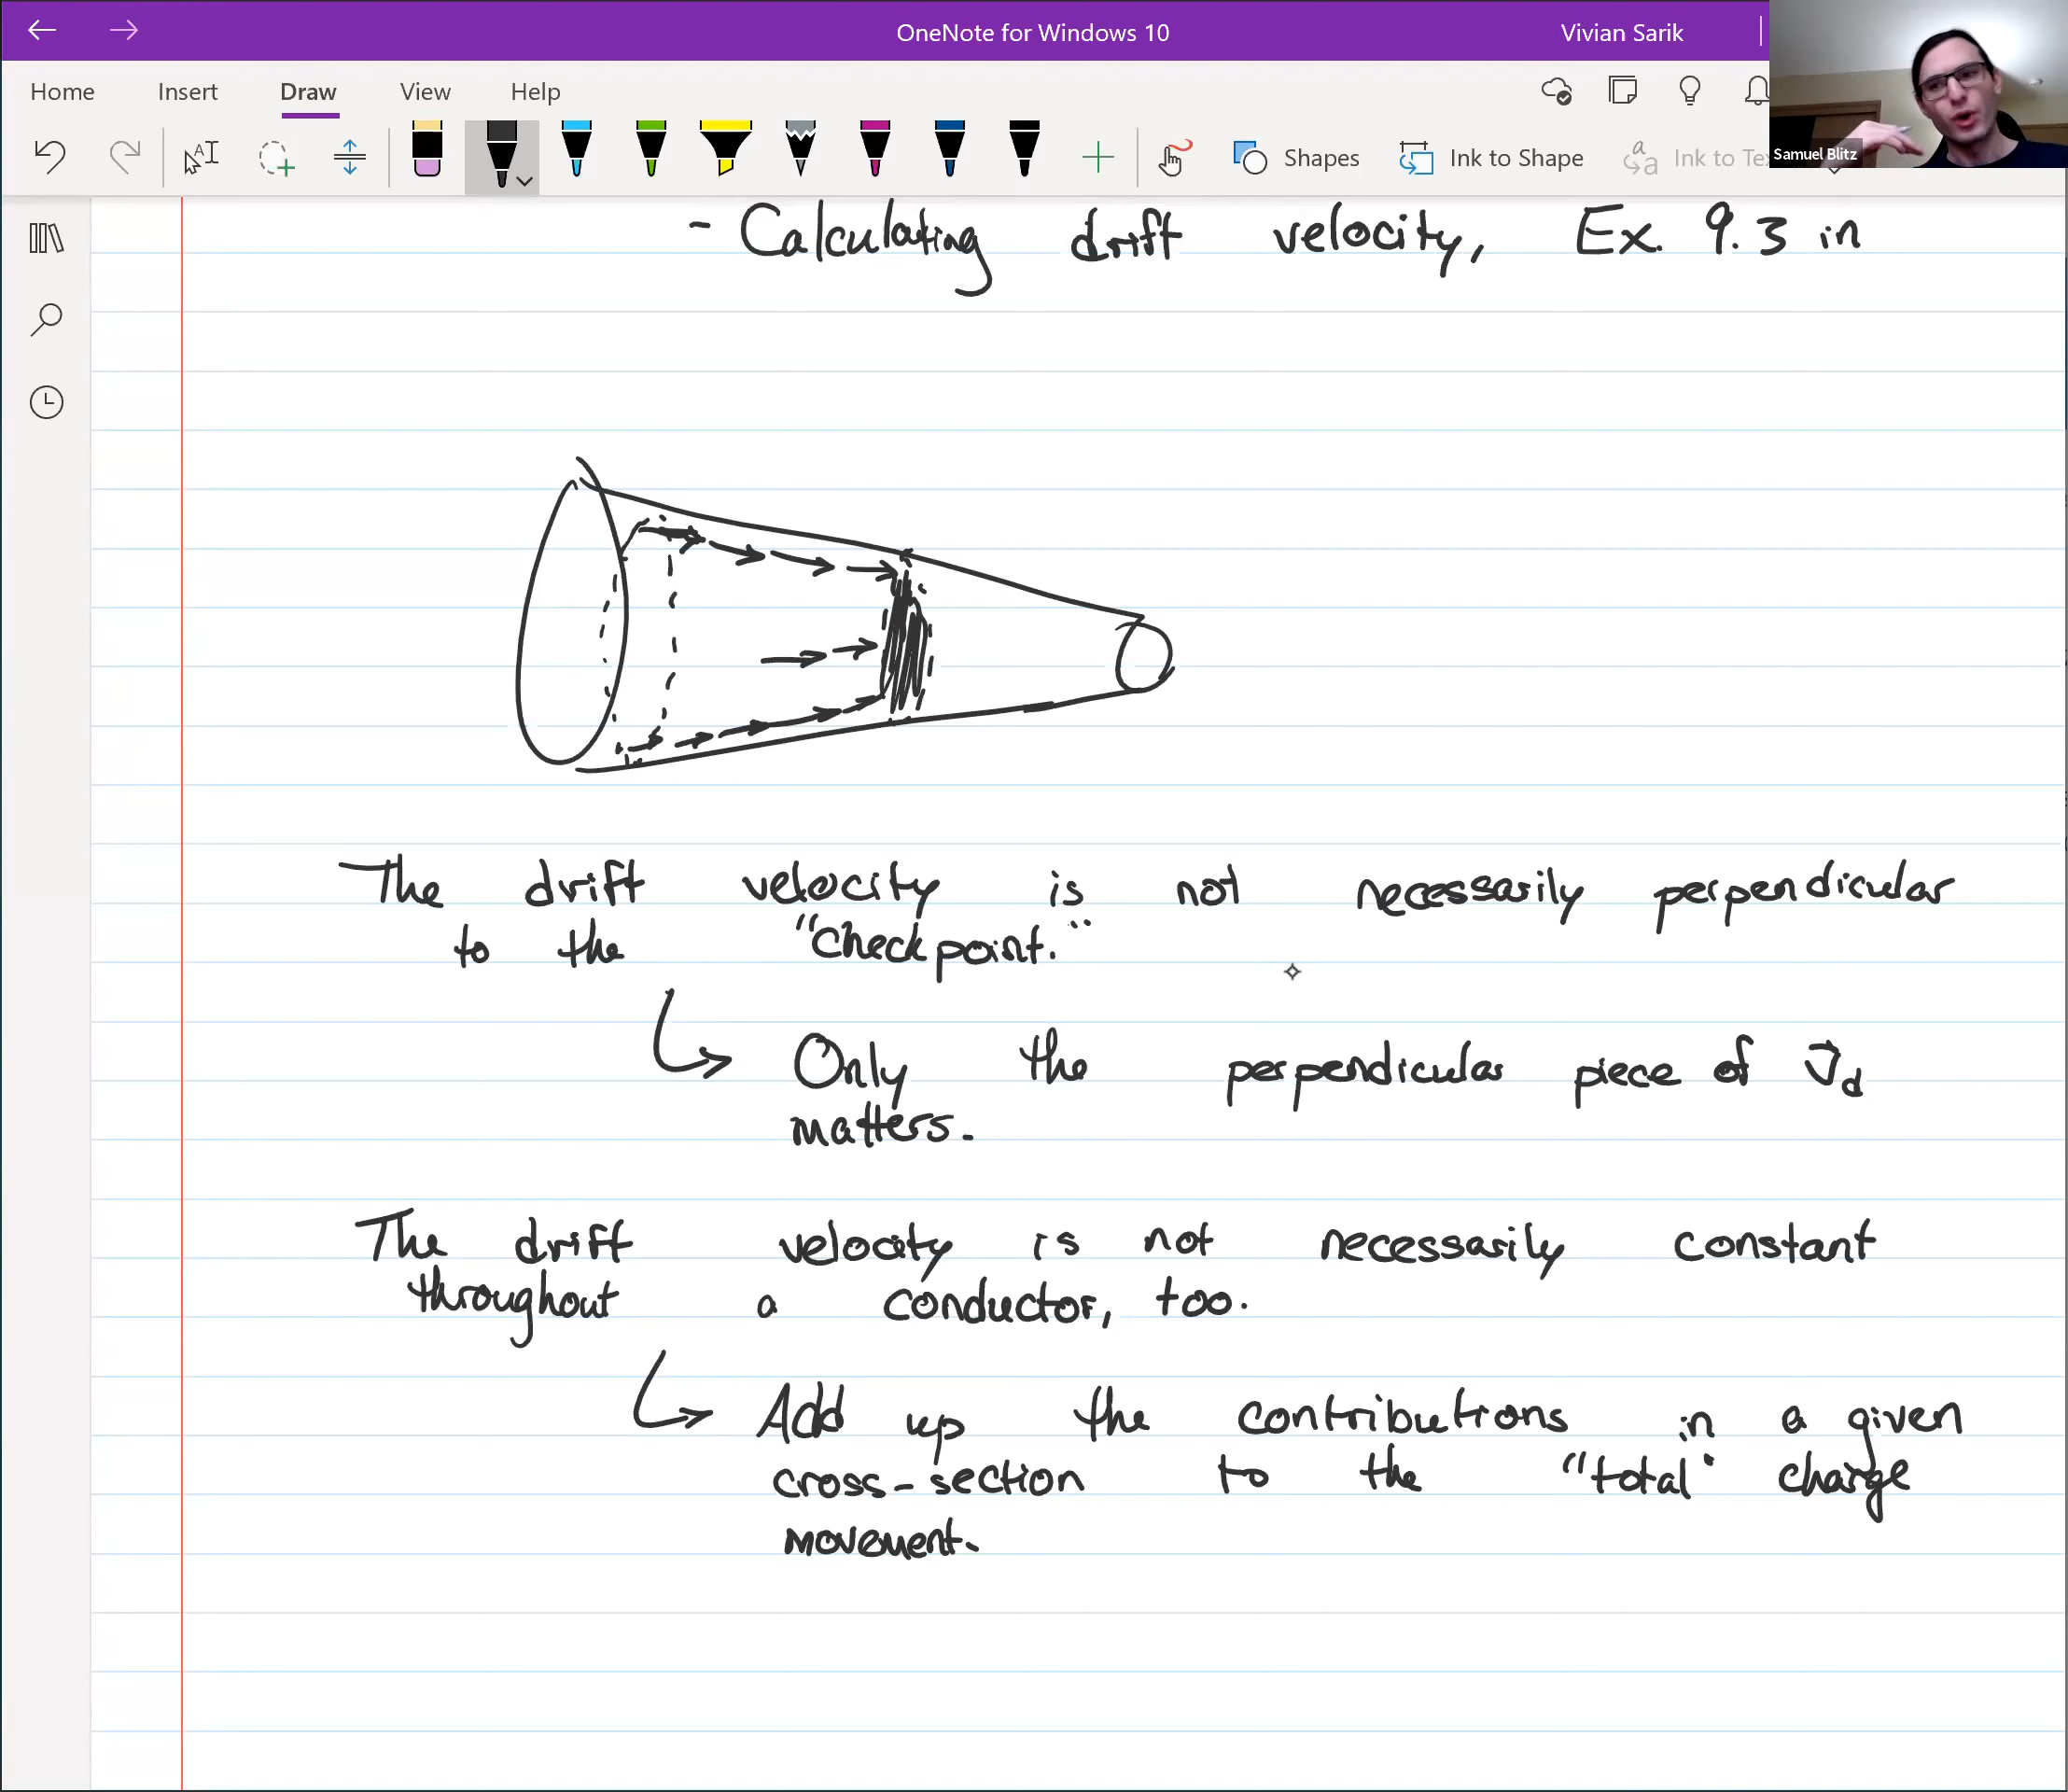 OneNote for Windows 10
Vivian Sarik
Home Insert Draw View Help
Shapes Ink to Shape Ink to Te
Samuel Blitz
- Calculating drift velocity, Ex. 9.3 in
The drift velocity is not necessarily perpendicular
to the "checkpoint."
Only the perpendicular piece of v⃗d
matters.
The drift velocity is not necessarily constant
throughout a conductor, too.
Add up the contributions in a given
cross-section to the "total" charge
movement.